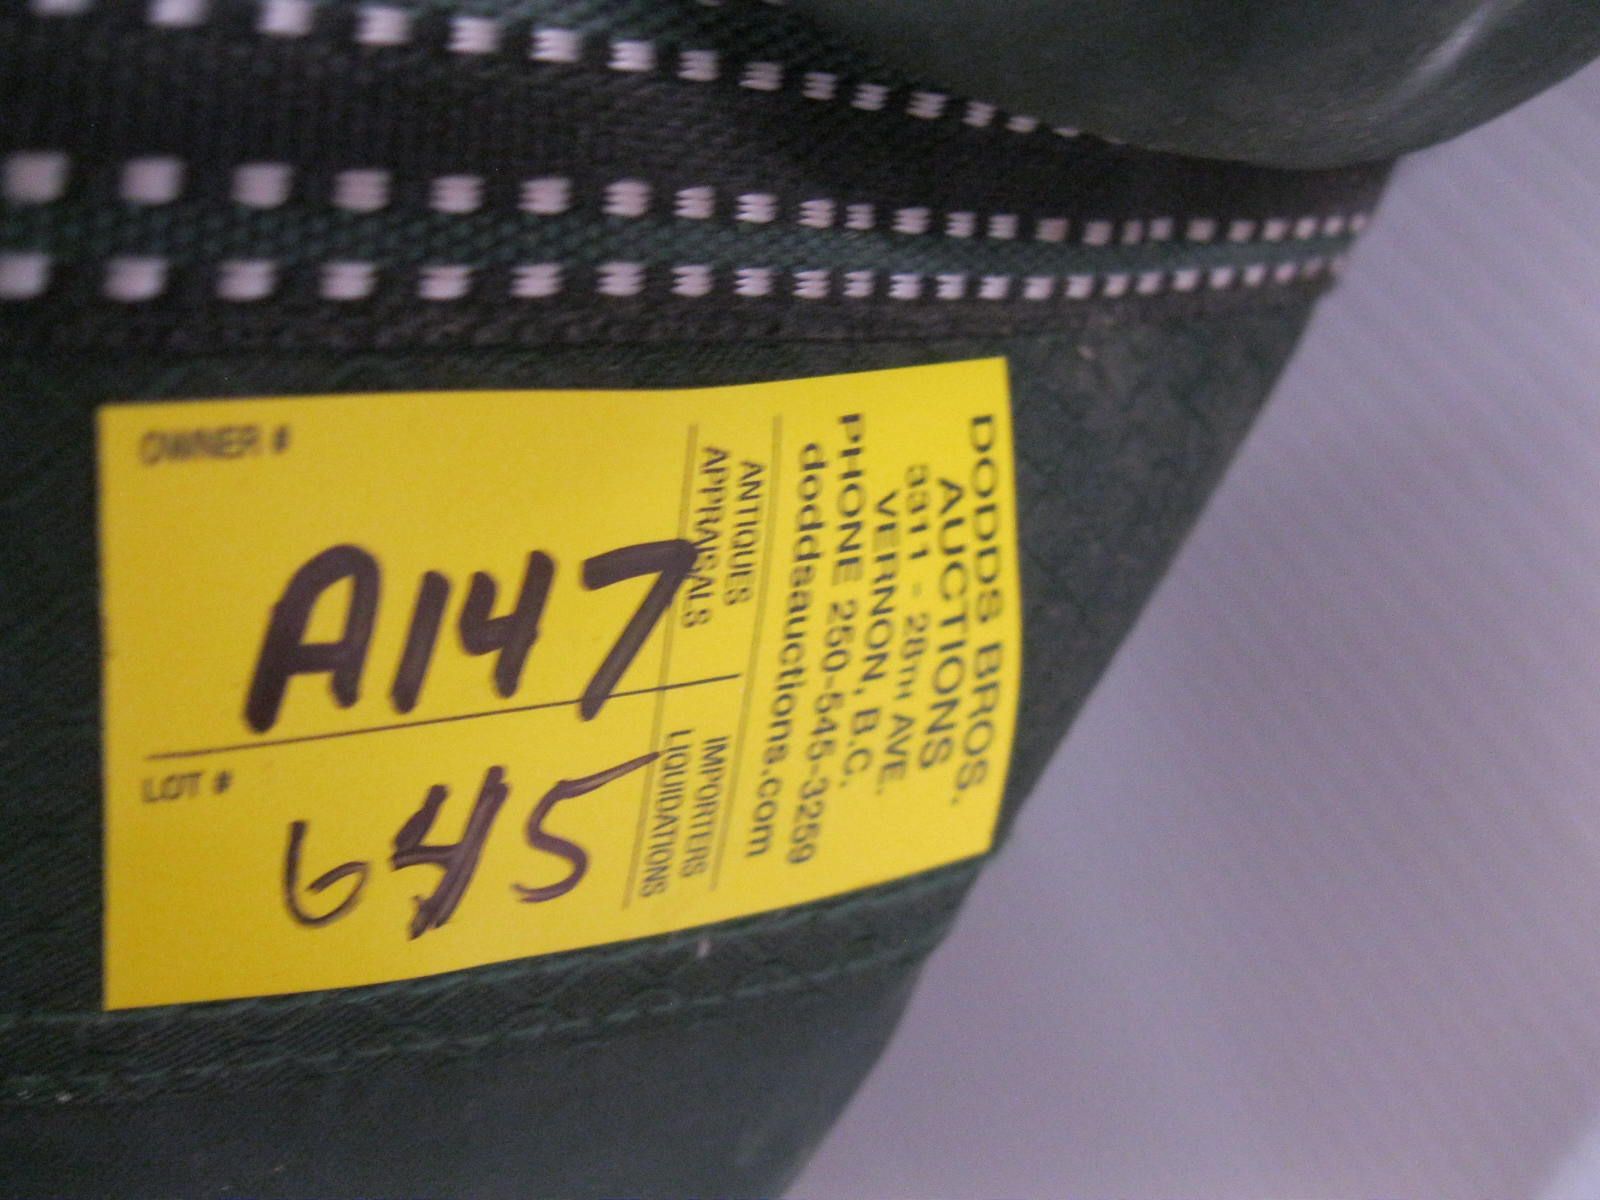 DODDS BROS.
AUCTIONS
3311 - 28TH AVE.
VERNON, B.C.
PHONE 250-545-3259
doddsauctions.com
ANTIQUES
APPRAISALS
IMPORTERS
LIQUIDATIONS
OWNER #
A147
LOT #
645